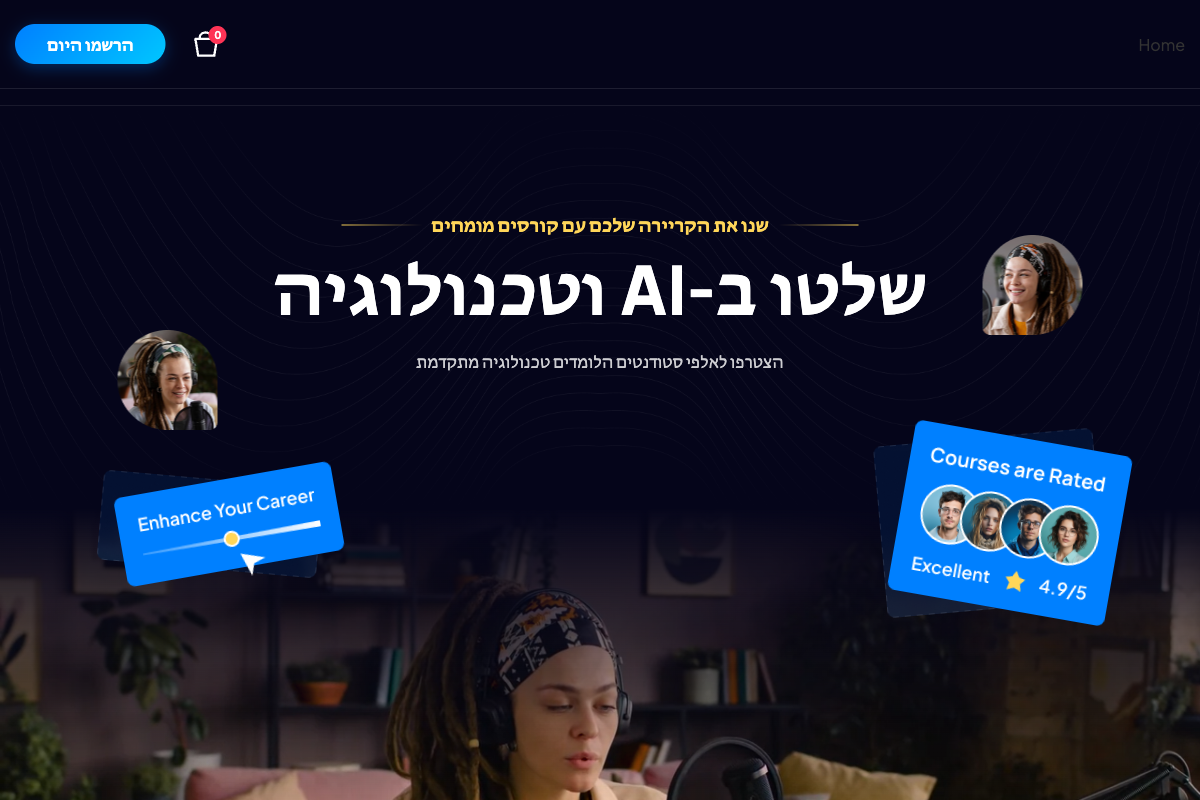 Home
0
הרשמו היום
שנו את הקריירה שלכם עם קורסים מומחים
שלטו ב-AI וטכנולוגיה
הצטרפו לאלפי סטודנטים הלומדים טכנולוגיה מתקדמת
Courses are Rated
Excellent 4.9/5
Enhance Your Career